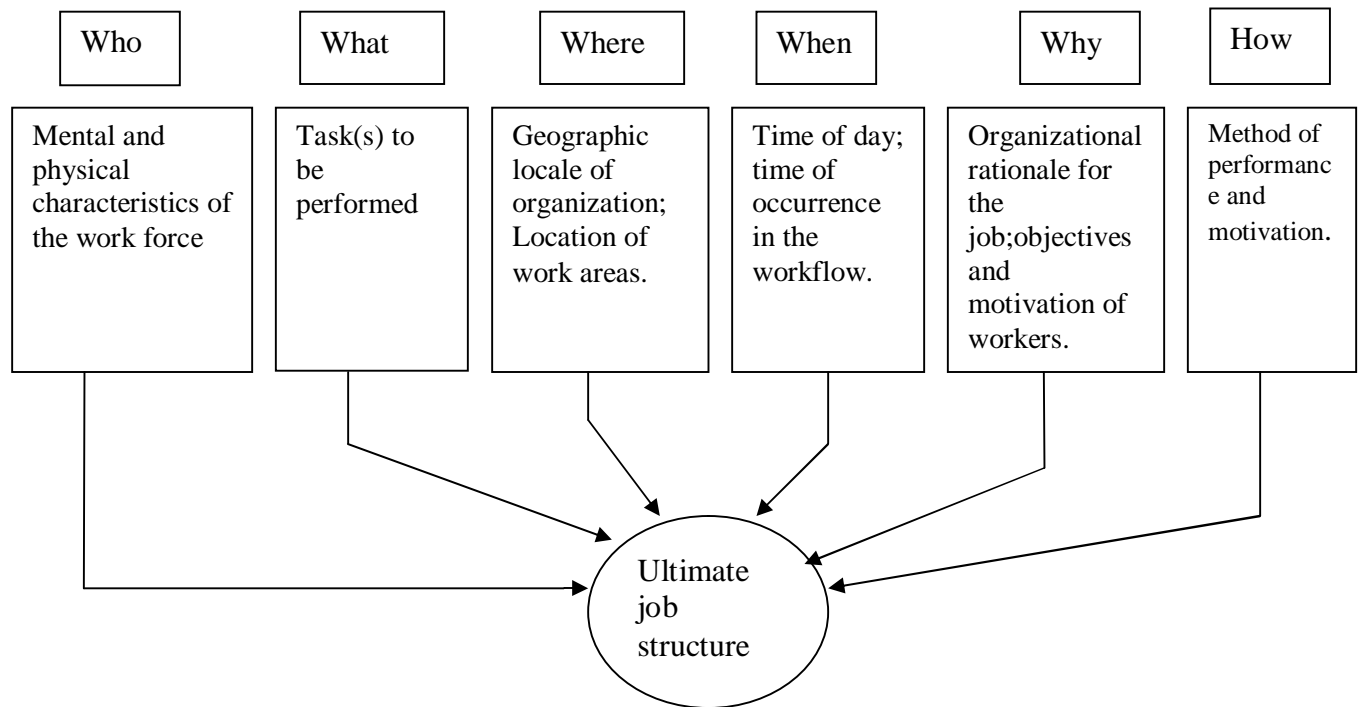 Who
What
Where
When
Why
How
Mental and
physical
characteristics of
the work force
Task(s) to
be
performed
Geographic
locale of
organization;
Location of
work areas.
Time of day;
time of
occurrence
in the
workflow.
Organizational
rationale for
the
job;objectives
and
motivation of
workers.
Method of
performanc
e and
motivation.
Ultimate
job
structure